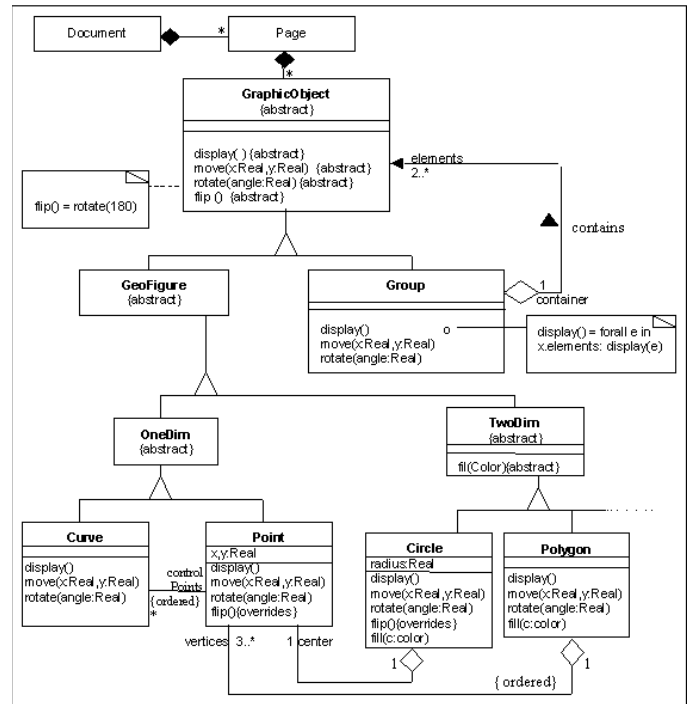 Document
*
Page
*
GraphicObject
{abstract}
display( ) {abstract}
move(x:Real,y:Real) {abstract}
rotate(angle:Real) {abstract}
flip () {abstract}
elements
2..*
flip() = rotate(180)
contains
GeoFigure
{abstract}
Group
1
container
display()
o
move(x:Real,y:Real)
rotate(angle:Real)
display() = forall e in
x.elements: display(e)
OneDim
{abstract}
TwoDim
{abstract}
fil(Color){abstract}
Curve
display()
move(x:Real,y:Real)
rotate(angle:Real)
control
Points
{ordered}
*
Point
x,y:Real
display()
move(x:Real,y:Real)
rotate(angle:Real)
flip(){overrides}
Circle
radius:Real
display()
move(x:Real,y:Real)
rotate(angle:Real)
flip(){overrides}
fill(c:color)
Polygon
display()
move(x:Real,y:Real)
rotate(angle:Real)
fill(c:color)
vertices
3..*
1 center
1
1
{ ordered}